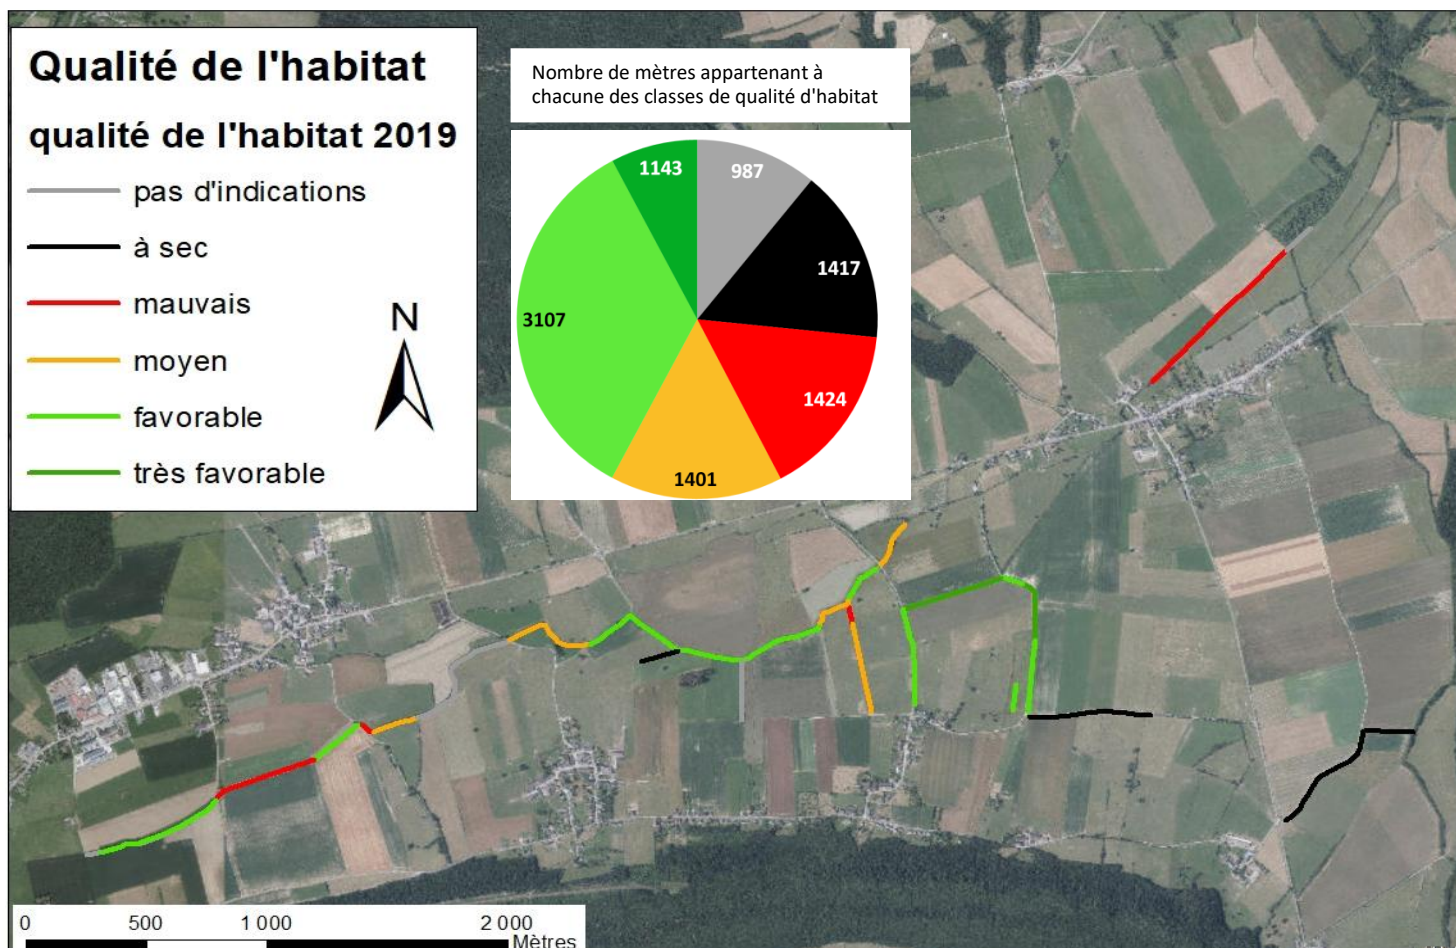 Qualité de l'habitat
qualité de l'habitat 2019
pas d'indications
à sec
mauvais
moyen
favorable
très favorable
N
Nombre de mètres appartenant à
chacune des classes de qualité d'habitat
1143
987
1417
3107
1424
1401
0 500 1 000 2 000
Mètres